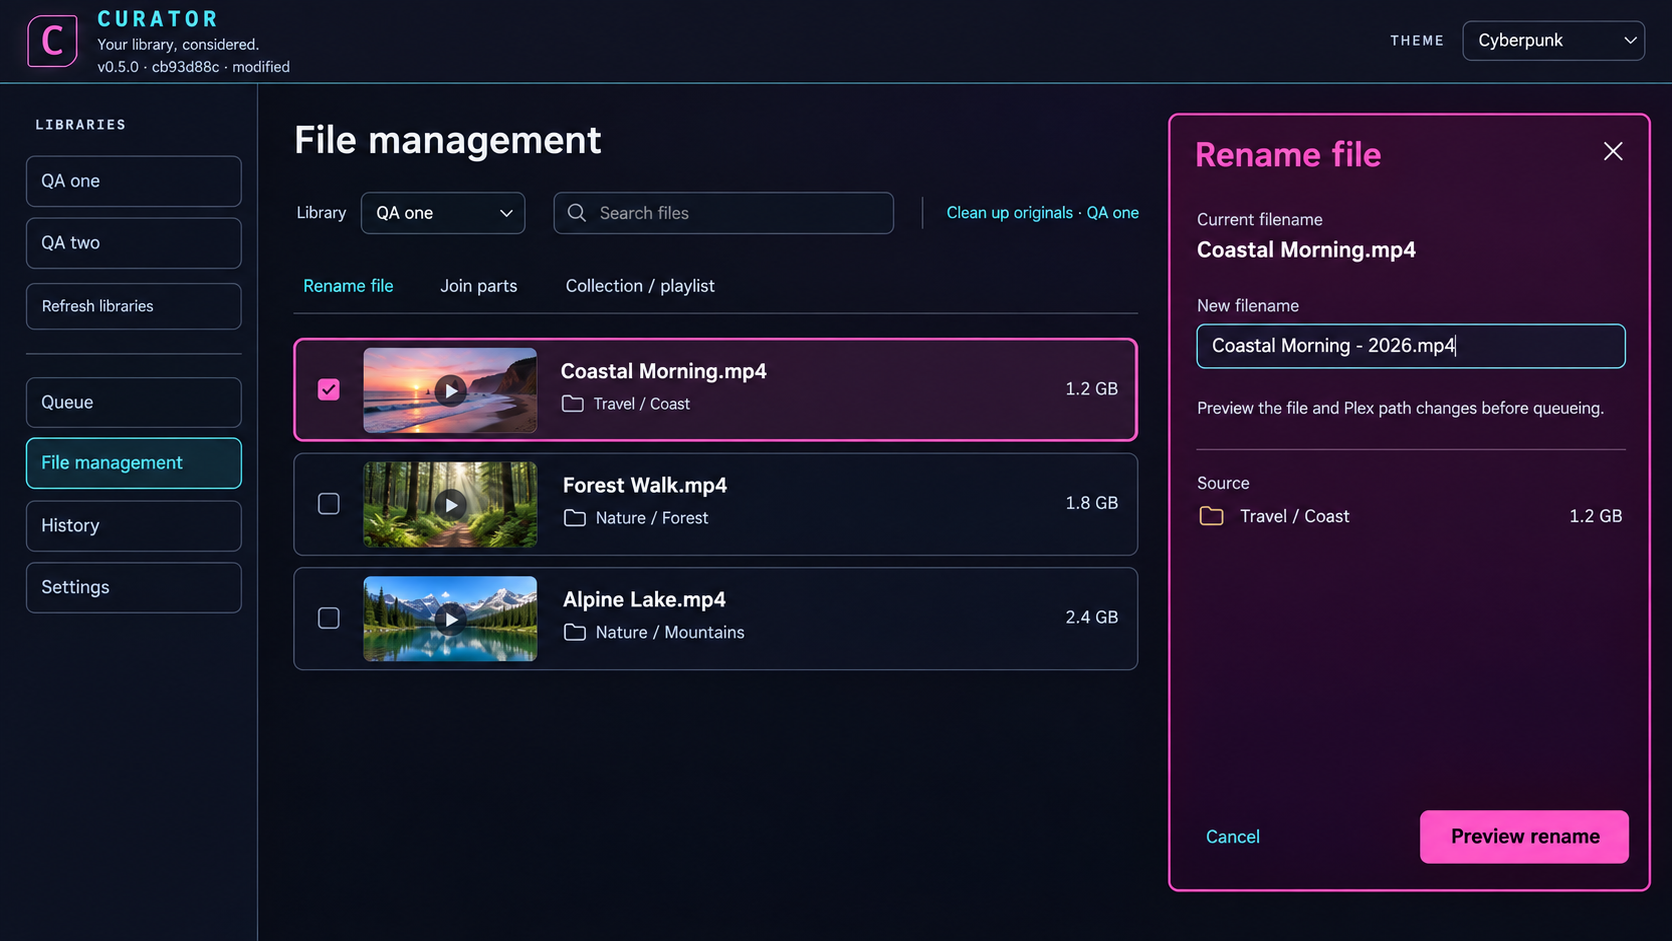 C
CURATOR
Your library, considered.
v0.5.0 · cb93d88c · modified
THEME
Cyberpunk
LIBRARIES
QA one
QA two
Refresh libraries
Queue
File management
History
Settings
File management
Library
QA one
Search files
Clean up originals · QA one
Rename file
Join parts
Collection / playlist
Coastal Morning.mp4
Travel / Coast
1.2 GB
Forest Walk.mp4
Nature / Forest
1.8 GB
Alpine Lake.mp4
Nature / Mountains
2.4 GB
Rename file
Current filename
Coastal Morning.mp4
New filename
Coastal Morning - 2026.mp4
Preview the file and Plex path changes before queueing.
Source
Travel / Coast
1.2 GB
Cancel
Preview rename